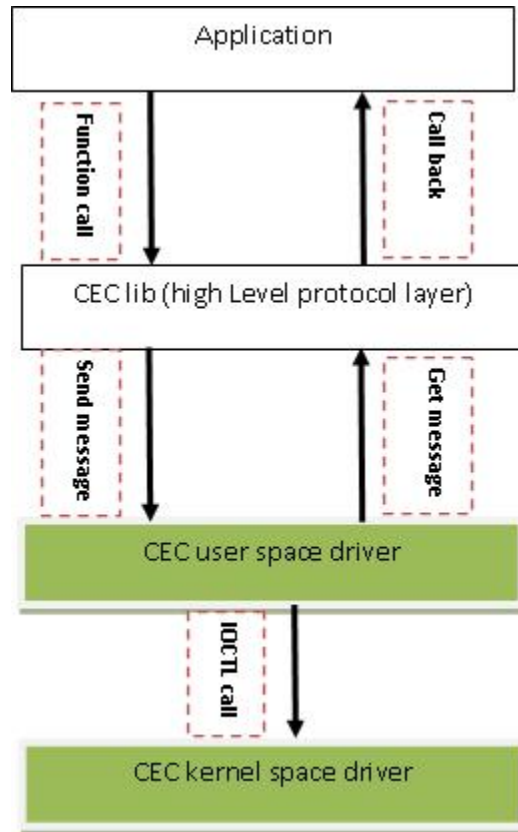 Application
Function call
Call back
CEC lib (high Level protocol layer)
Send message
Get message
CEC user space driver
IOCTL call
CEC kernel space driver